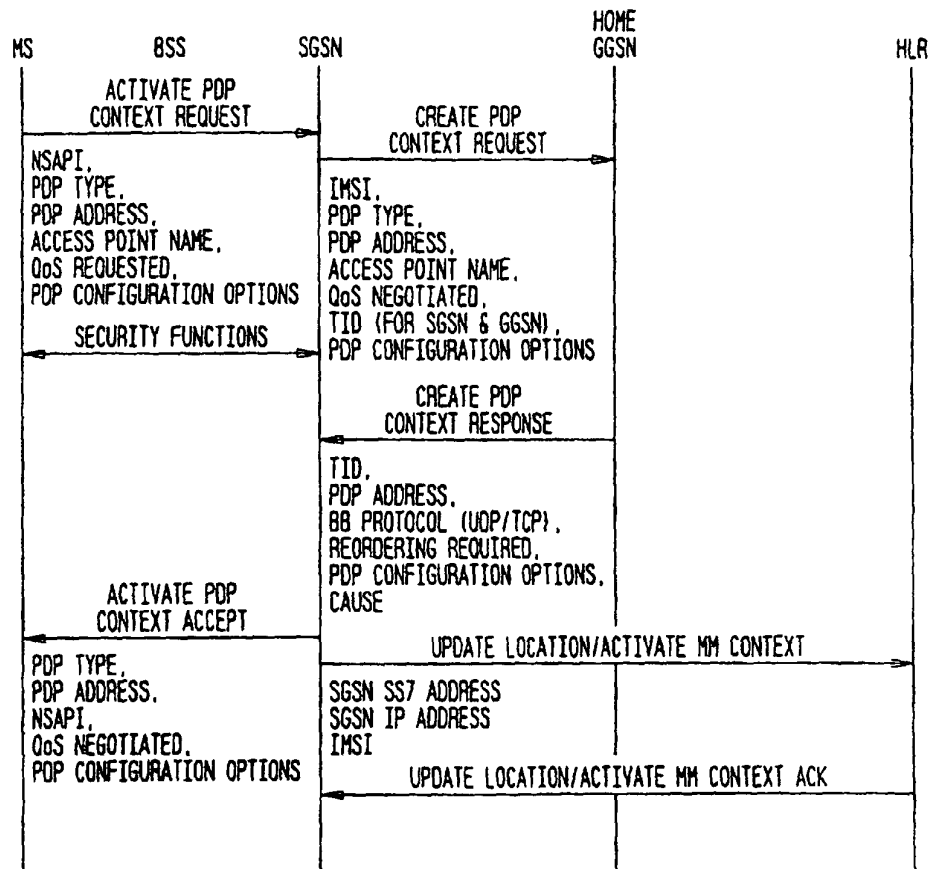 MS BSS SGSN HOME GGSN HLR
ACTIVATE PDP
CONTEXT REQUEST
CREATE PDP
CONTEXT REQUEST
NSAPI,
PDP TYPE,
PDP ADDRESS,
ACCESS POINT NAME,
QoS REQUESTED,
PDP CONFIGURATION OPTIONS
IMSI,
PDP TYPE,
PDP ADDRESS,
ACCESS POINT NAME,
QoS NEGOTIATED,
TID (FOR SGSN & GGSN),
PDP CONFIGURATION OPTIONS
SECURITY FUNCTIONS
CREATE PDP
CONTEXT RESPONSE
TID,
PDP ADDRESS,
BB PROTOCOL (UDP/TCP),
REORDERING REQUIRED,
PDP CONFIGURATION OPTIONS,
CAUSE
ACTIVATE PDP
CONTEXT ACCEPT
UPDATE LOCATION/ACTIVATE MM CONTEXT
PDP TYPE,
PDP ADDRESS,
NSAPI,
QoS NEGOTIATED,
PDP CONFIGURATION OPTIONS
SGSN SS7 ADDRESS
SGSN IP ADDRESS
IMSI
UPDATE LOCATION/ACTIVATE MM CONTEXT ACK